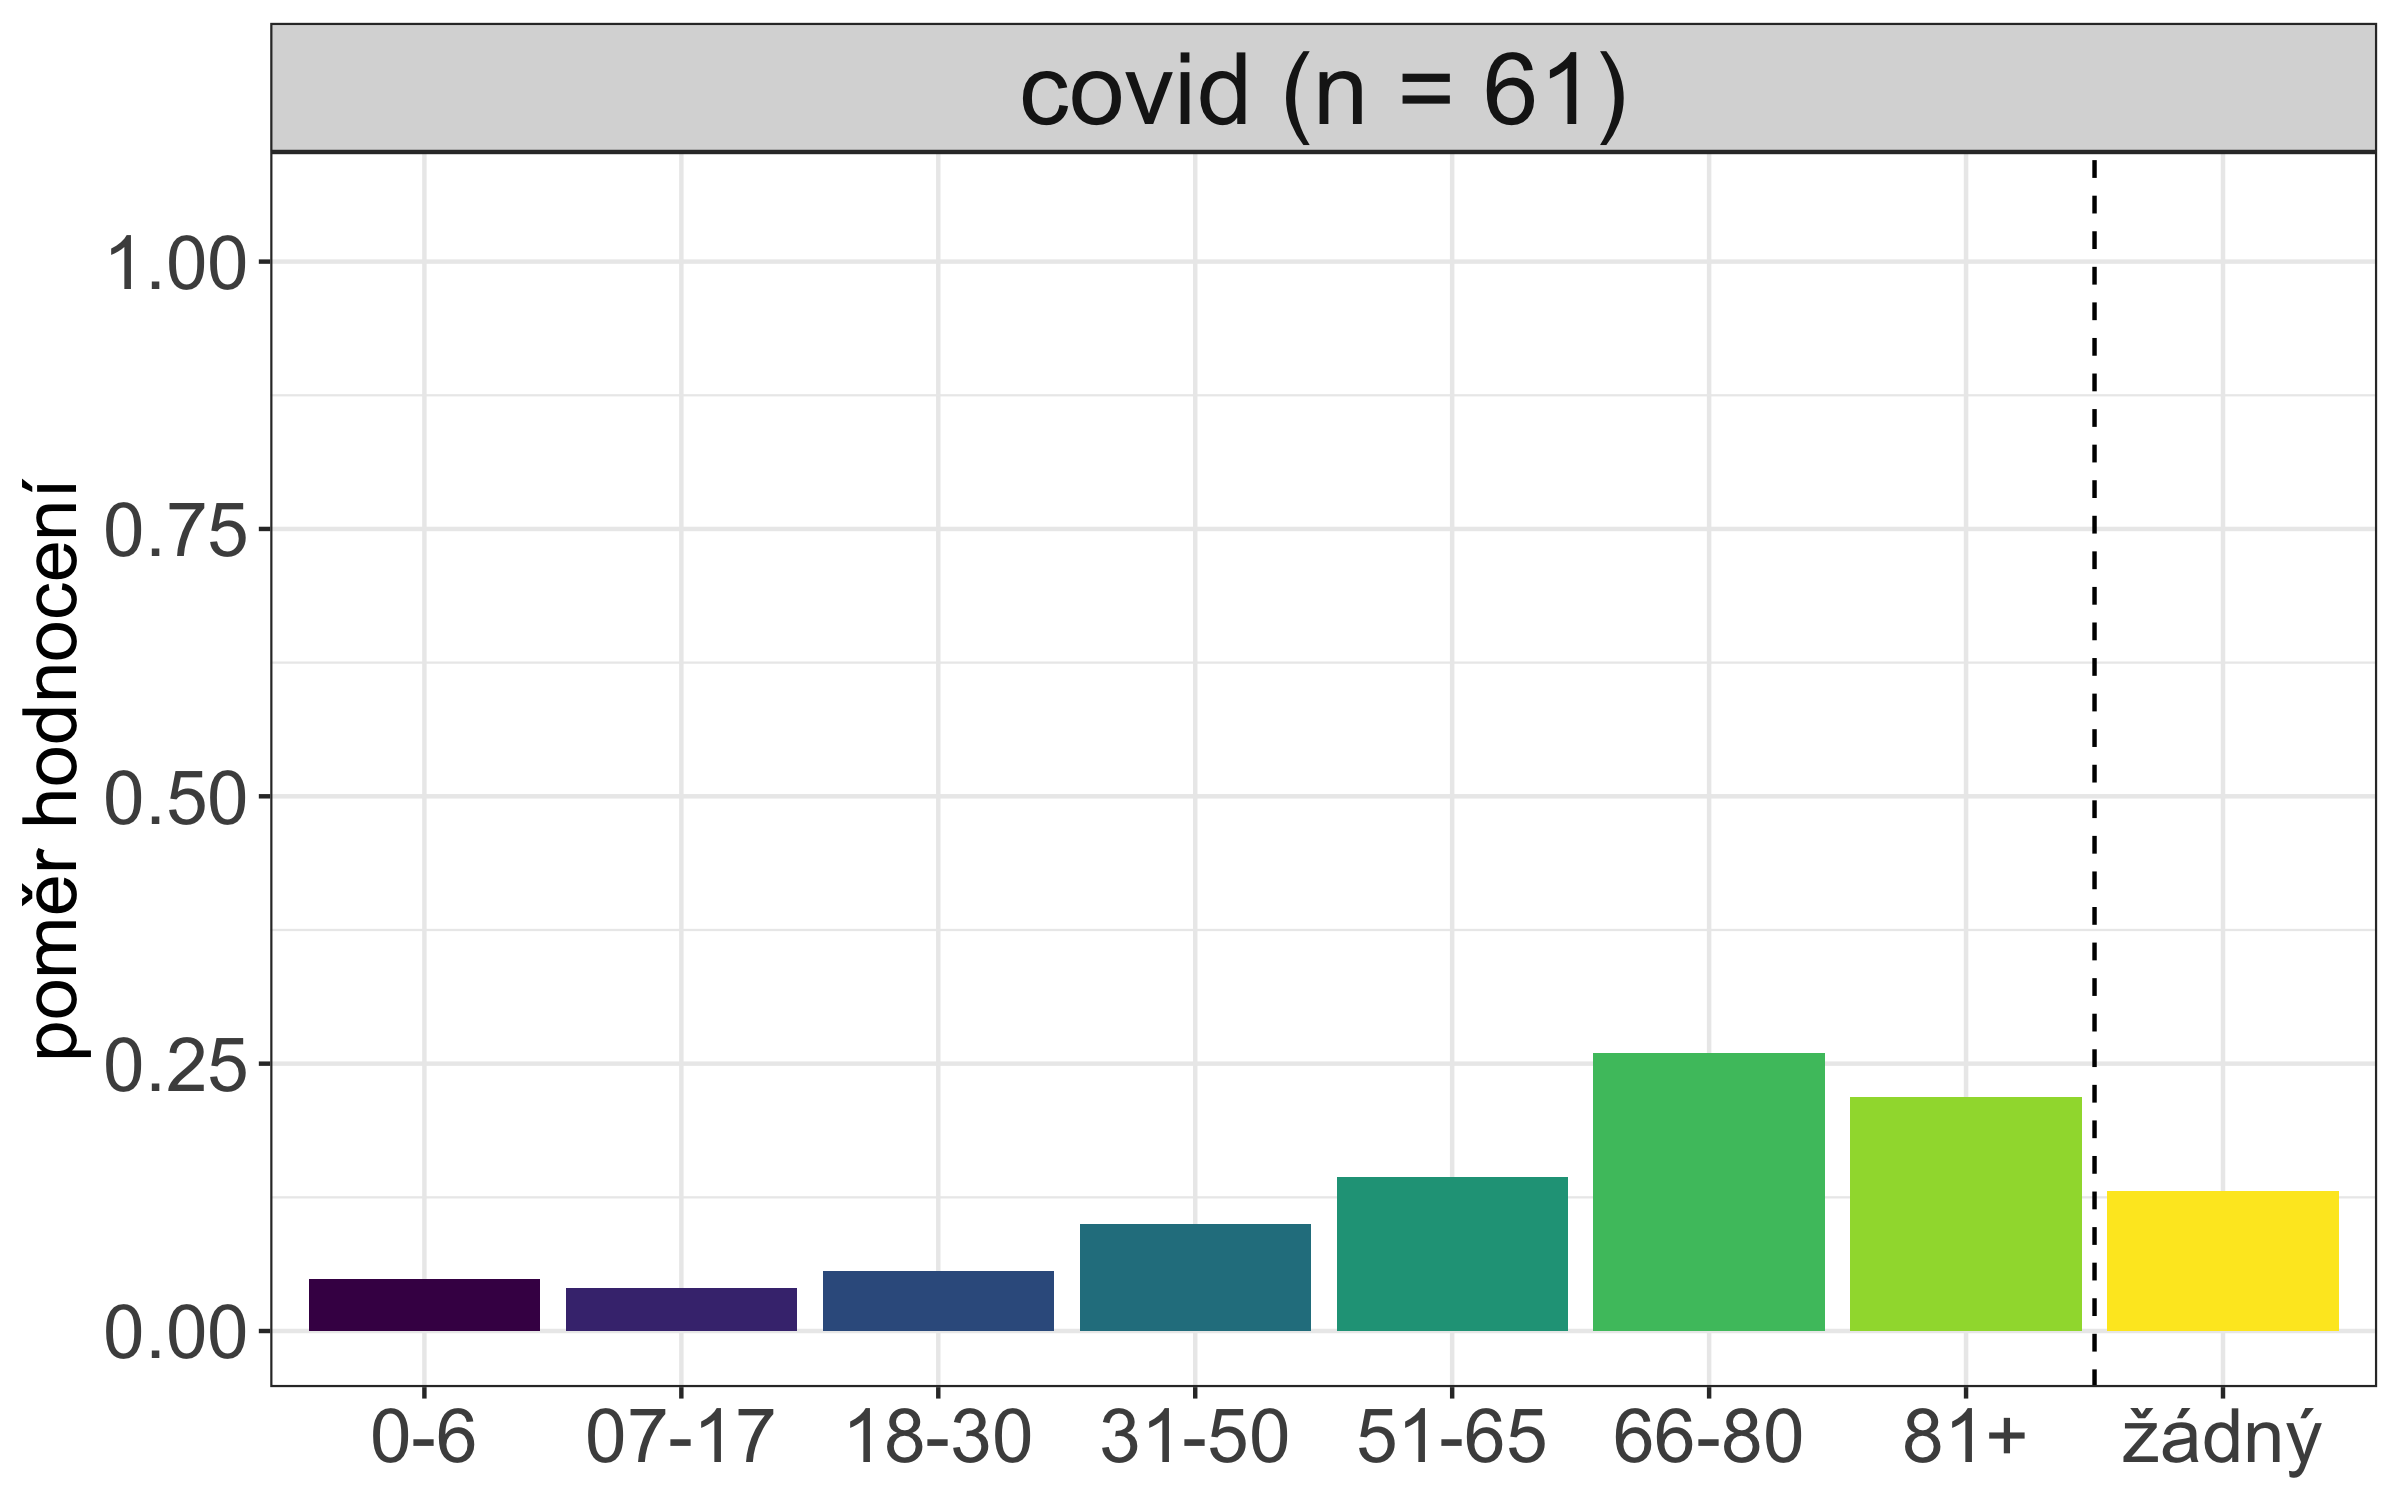 covid (n = 61)
poměr hodnocení
1.00
0.75
0.50
0.25
0.00
0-6 07-17 18-30 31-50 51-65 66-80 81+ žádný